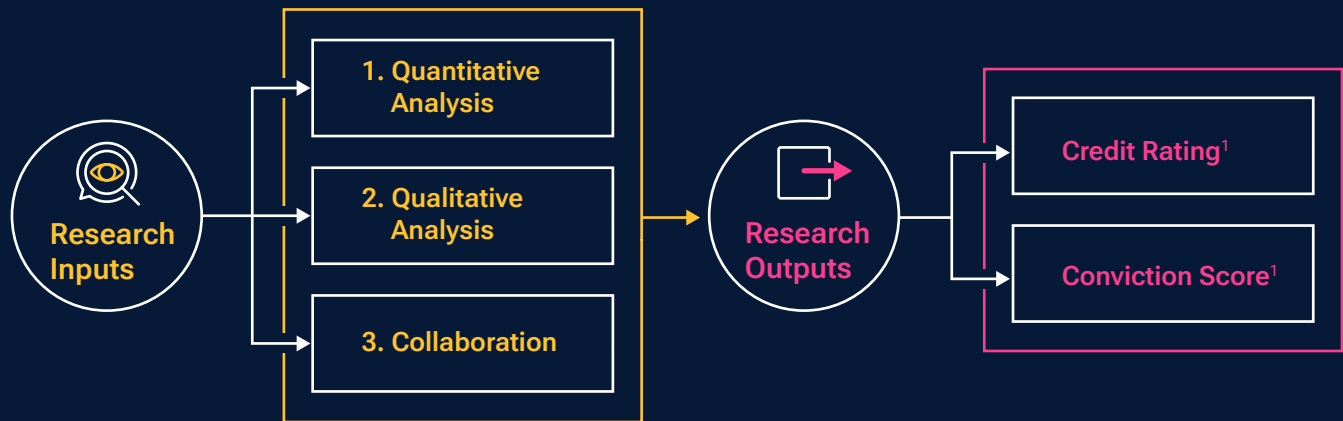 Research
Inputs
1. Quantitative
Analysis
2. Qualitative
Analysis
3. Collaboration
Research
Outputs
Credit Rating¹
Conviction Score¹